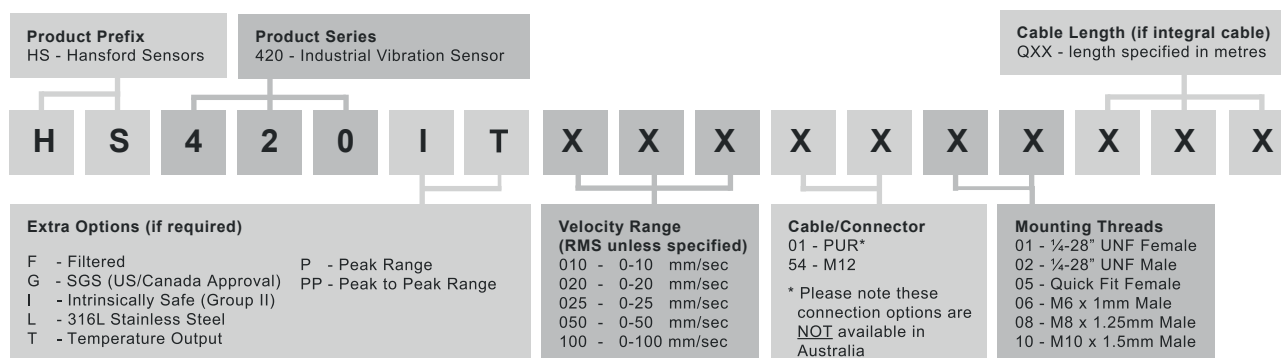 Product Prefix
HS - Hansford Sensors
Product Series
420 - Industrial Vibration Sensor
Cable Length (if integral cable)
QXX - length specified in metres
H S 4 2 0 I T X X X X X X X X X X
Extra Options (if required)
F - Filtered
G - SGS (US/Canada Approval)
I - Intrinsically Safe (Group II)
L - 316L Stainless Steel
T - Temperature Output
P - Peak Range
PP - Peak to Peak Range
Velocity Range
(RMS unless specified)
010 - 0-10 mm/sec
020 - 0-20 mm/sec
025 - 0-25 mm/sec
050 - 0-50 mm/sec
100 - 0-100 mm/sec
Cable/Connector
01 - PUR*
54 - M12
* Please note these
connection options are
NOT available in
Australia
Mounting Threads
01 - ¼-28” UNF Female
02 - ¼-28” UNF Male
05 - Quick Fit Female
06 - M6 x 1mm Male
08 - M8 x 1.25mm Male
10 - M10 x 1.5mm Male